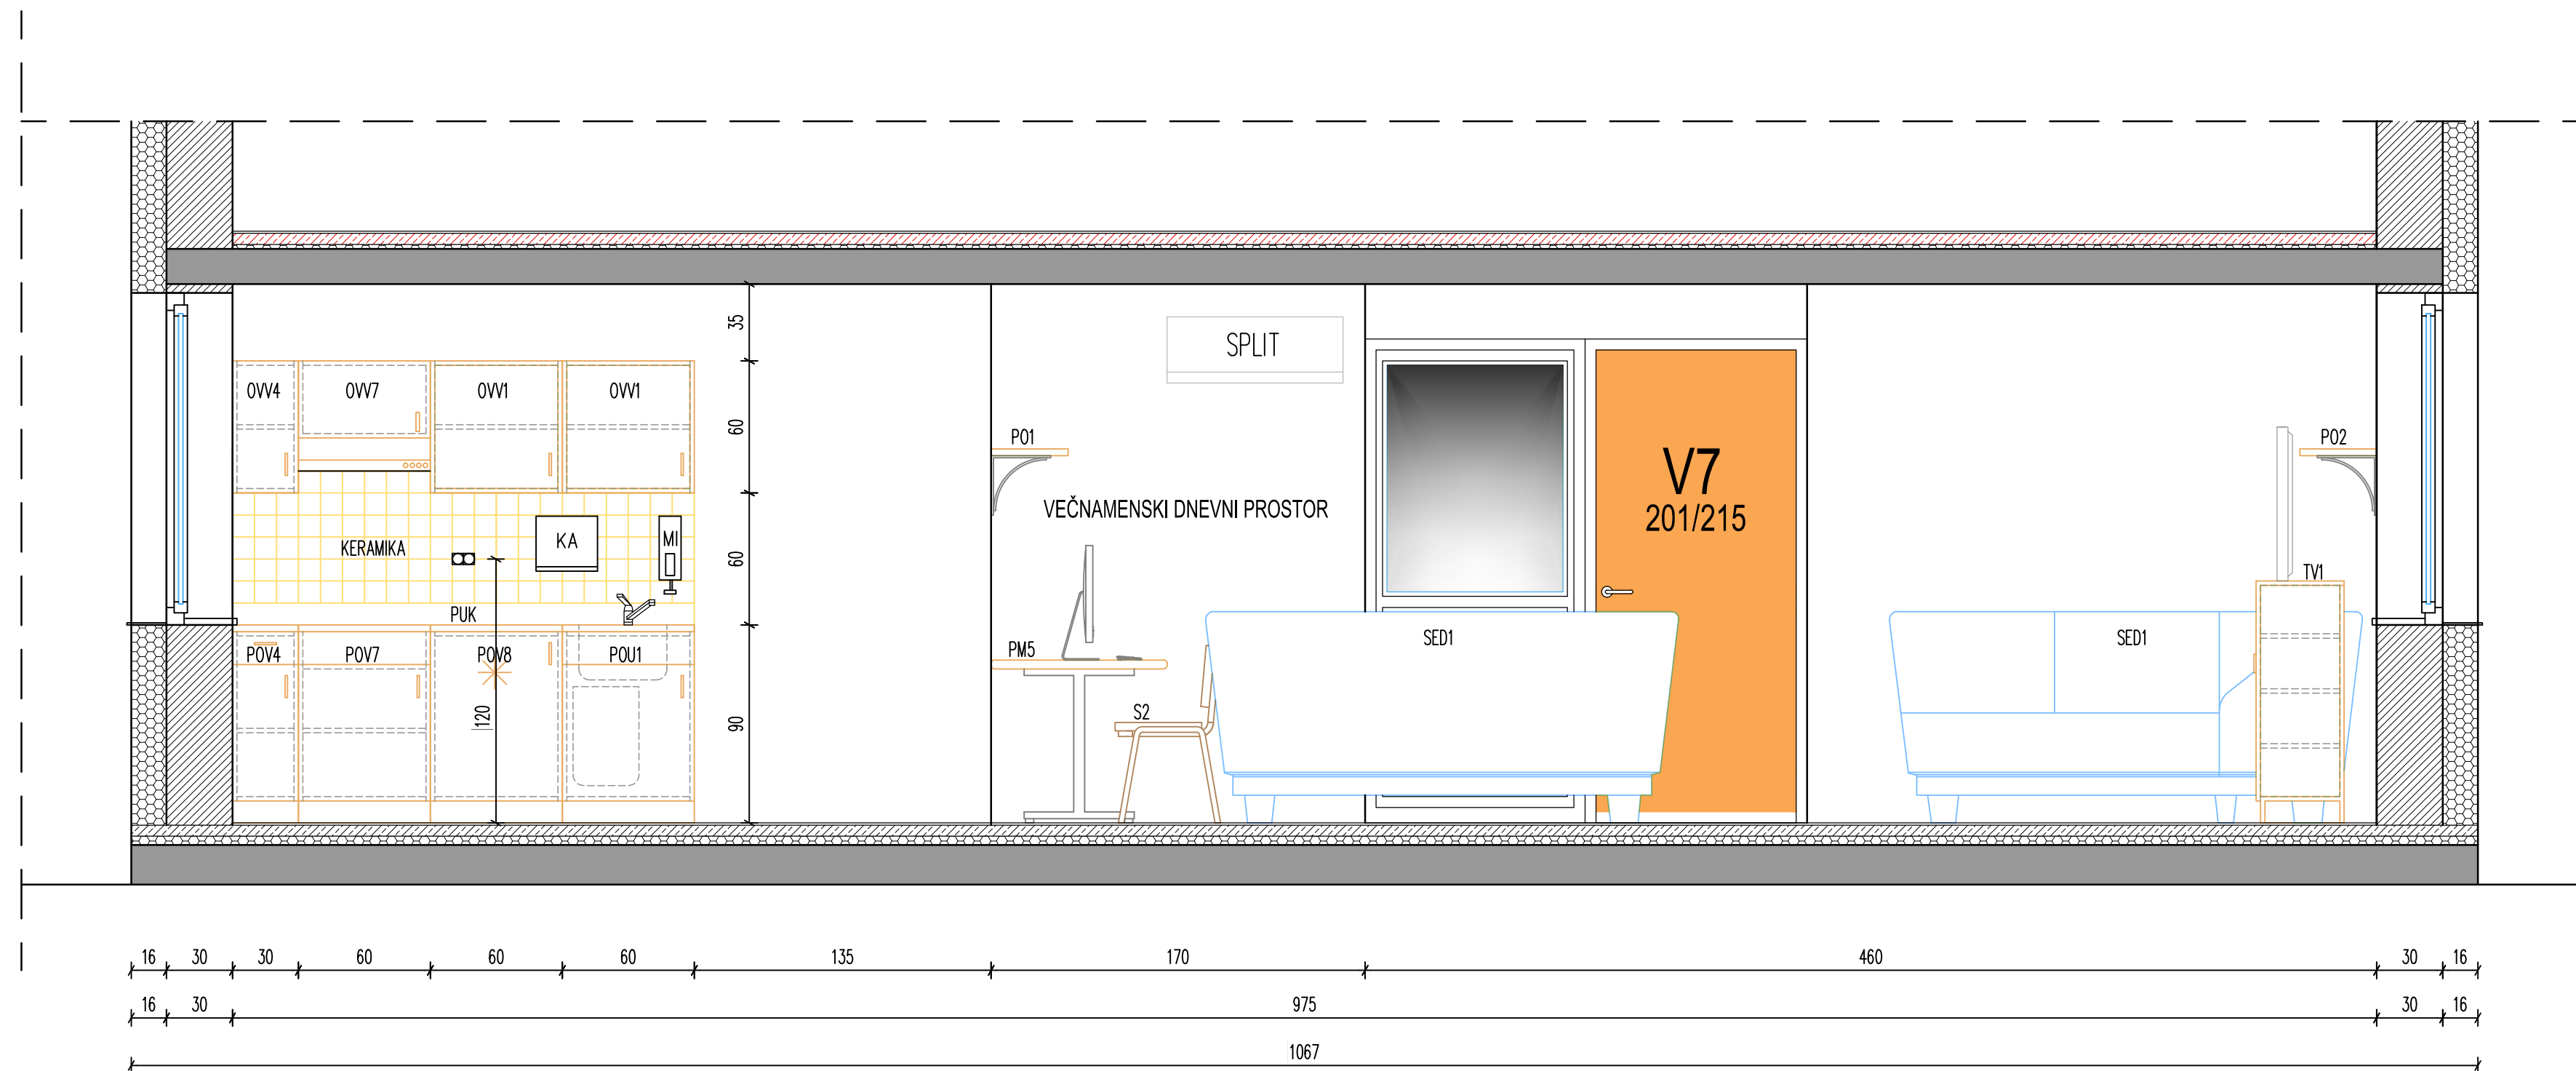 35
SPLIT
OVV4 OVV7 OVV1 OVV1
60
PO1 PO2
V7
201/215
VEČNAMENSKI DNEVNI PROSTOR
KERAMIKA KA MI
60
TV1
PUK
SED1 SED1
POV4 POV7 POV8 POU1 PM5
120 90 S2
16 30 30 60 60 60 135 170 460 30 16
16 30 975 30 16
1067